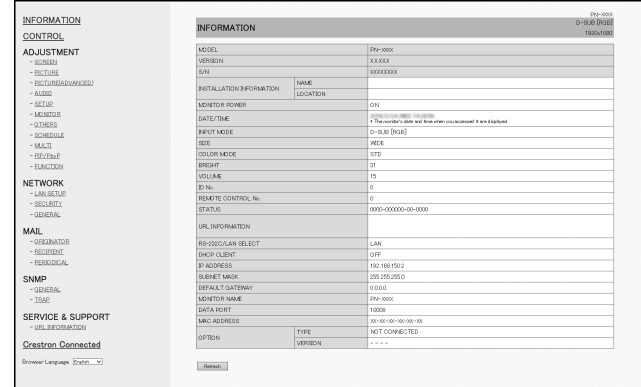 INFORMATION
CONTROL
ADJUSTMENT
- SCREEN
- PICTURE
- PICTURE(ADVANCED)
- AUDIO
- SETUP
- MONITOR
- OTHERS
- SCHEDULE
- MULTI
- PIP/PbyP
- FUNCTION
NETWORK
- LAN SETUP
- SECURITY
- GENERAL
MAIL
- ORIGINATOR
- RECIPIENT
- PERIODICAL
SNMP
- GENERAL
- TRAP
SERVICE & SUPPORT
- URL INFORMATION
Crestron Connected
Browser Language English
PN-xxxx
INFORMATION D-SUB [RGB]
1920x1080
MODEL PN-xxxx
VERSION X.X.XXX
S/N XXXXXXXX
INSTALLATION INFORMATION NAME
LOCATION
MONITOR POWER ON
DATE/TIME
* The monitor's date and time when you accessed it are displayed.
INPUT MODE D-SUB [RGB]
SIZE WIDE
COLOR MODE STD
BRIGHT 31
VOLUME 15
ID No. 0
REMOTE CONTROL No. 0
STATUS 0000-000000-00-0000
URL INFORMATION
RS-232C/LAN SELECT LAN
DHCP CLIENT OFF
IP ADDRESS 192.168.150.2
SUBNET MASK 255.255.255.0
DEFAULT GATEWAY 0.0.0.0
MONITOR NAME PN-xxxx
DATA PORT 10008
MAC ADDRESS xx-xx-xx-xx-xx-xx
OPTION TYPE NOT CONNECTED
VERSION - - - -
Refresh